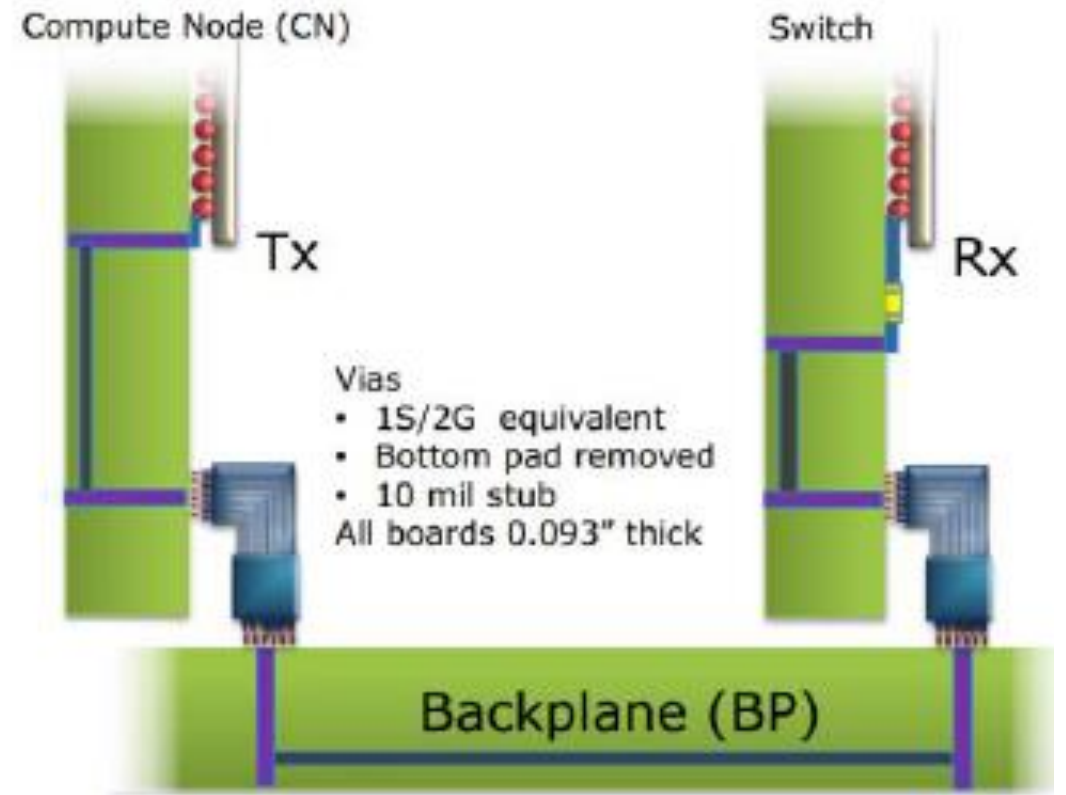 Compute Node (CN)
Switch
Tx
Rx
Vias
• 1S/2G equivalent
• Bottom pad removed
• 10 mil stub
All boards 0.093" thick
Backplane (BP)